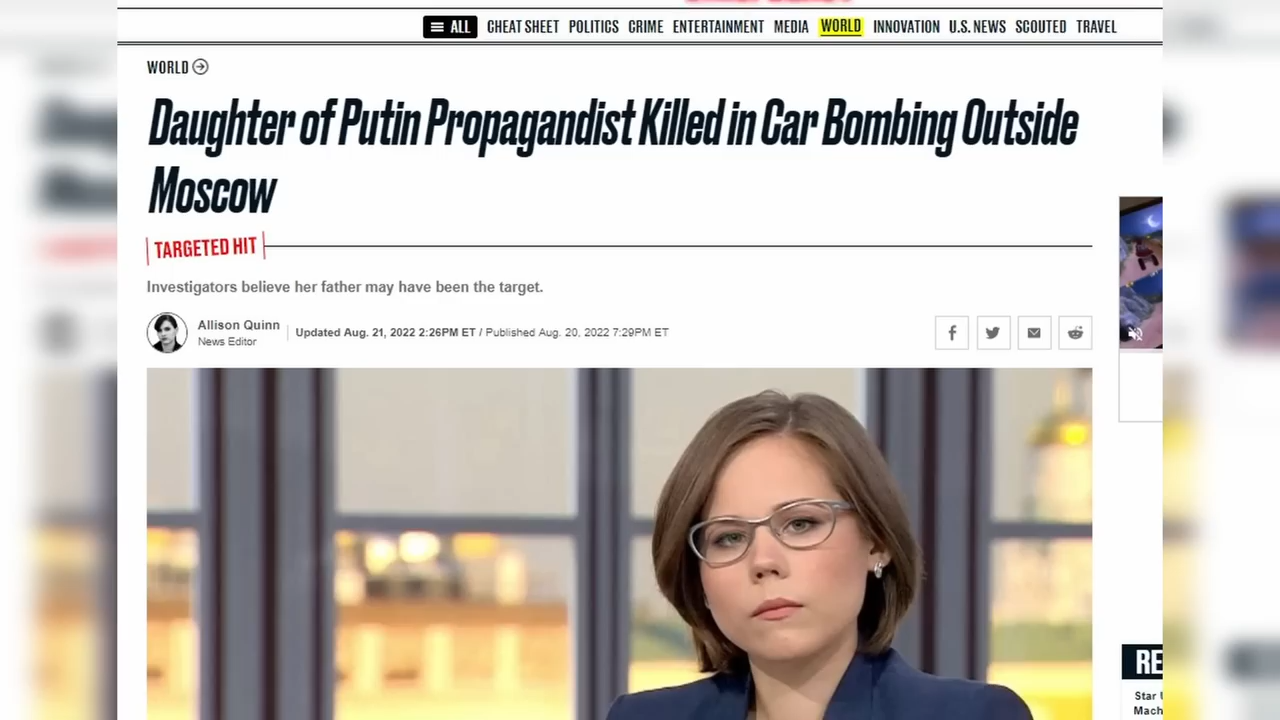 ALL CHEAT SHEET POLITICS CRIME ENTERTAINMENT MEDIA WORLD INNOVATION U.S. NEWS SCOUTED TRAVEL
WORLD
Daughter of Putin Propagandist Killed in Car Bombing Outside
Moscow
TARGETED HIT
Investigators believe her father may have been the target.
Allison Quinn
News Editor
Updated Aug. 21, 2022 2:26PM ET / Published Aug. 20, 2022 7:29PM ET
RE
Star
Mach